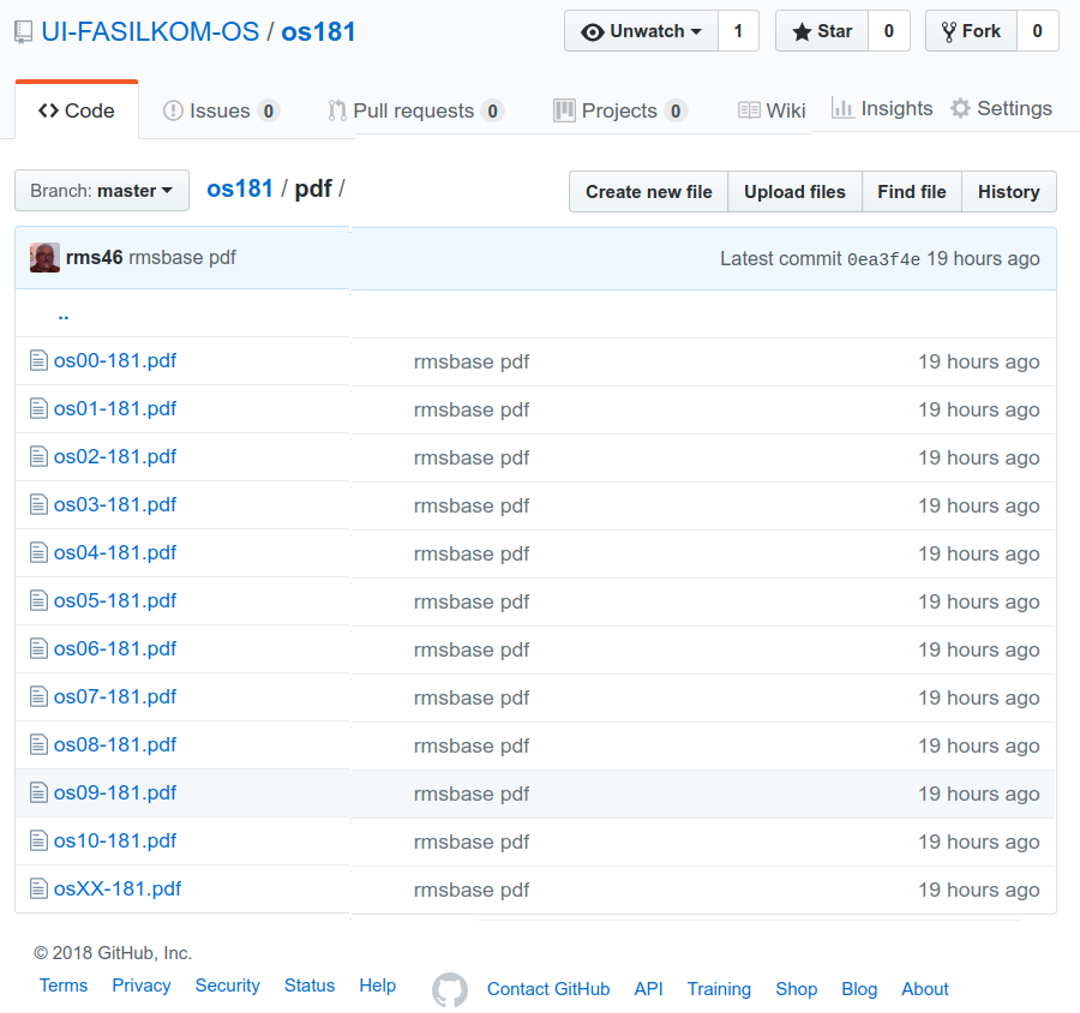 UI-FASILKOM-OS / os181 Unwatch 1 Star 0 Fork 0
Code Issues 0 Pull requests 0 Projects 0 Wiki Insights Settings
Branch: master os181 / pdf / Create new file Upload files Find file History
rms46 rmsbase pdf Latest commit 0ea3f4e 19 hours ago
..
os00-181.pdf rmsbase pdf 19 hours ago
os01-181.pdf rmsbase pdf 19 hours ago
os02-181.pdf rmsbase pdf 19 hours ago
os03-181.pdf rmsbase pdf 19 hours ago
os04-181.pdf rmsbase pdf 19 hours ago
os05-181.pdf rmsbase pdf 19 hours ago
os06-181.pdf rmsbase pdf 19 hours ago
os07-181.pdf rmsbase pdf 19 hours ago
os08-181.pdf rmsbase pdf 19 hours ago
os09-181.pdf rmsbase pdf 19 hours ago
os10-181.pdf rmsbase pdf 19 hours ago
osXX-181.pdf rmsbase pdf 19 hours ago
© 2018 GitHub, Inc.
Terms Privacy Security Status Help Contact GitHub API Training Shop Blog About